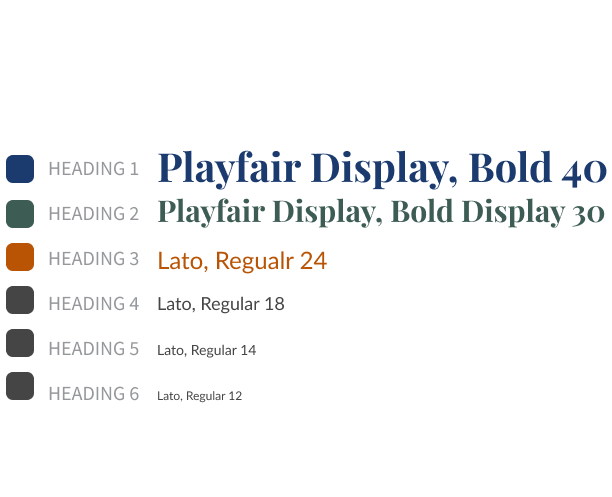 HEADING 1 Playfair Display, Bold 40
HEADING 2 Playfair Display, Bold Display 30
HEADING 3 Lato, Regualr 24
HEADING 4 Lato, Regular 18
HEADING 5 Lato, Regular 14
HEADING 6 Lato, Regular 12